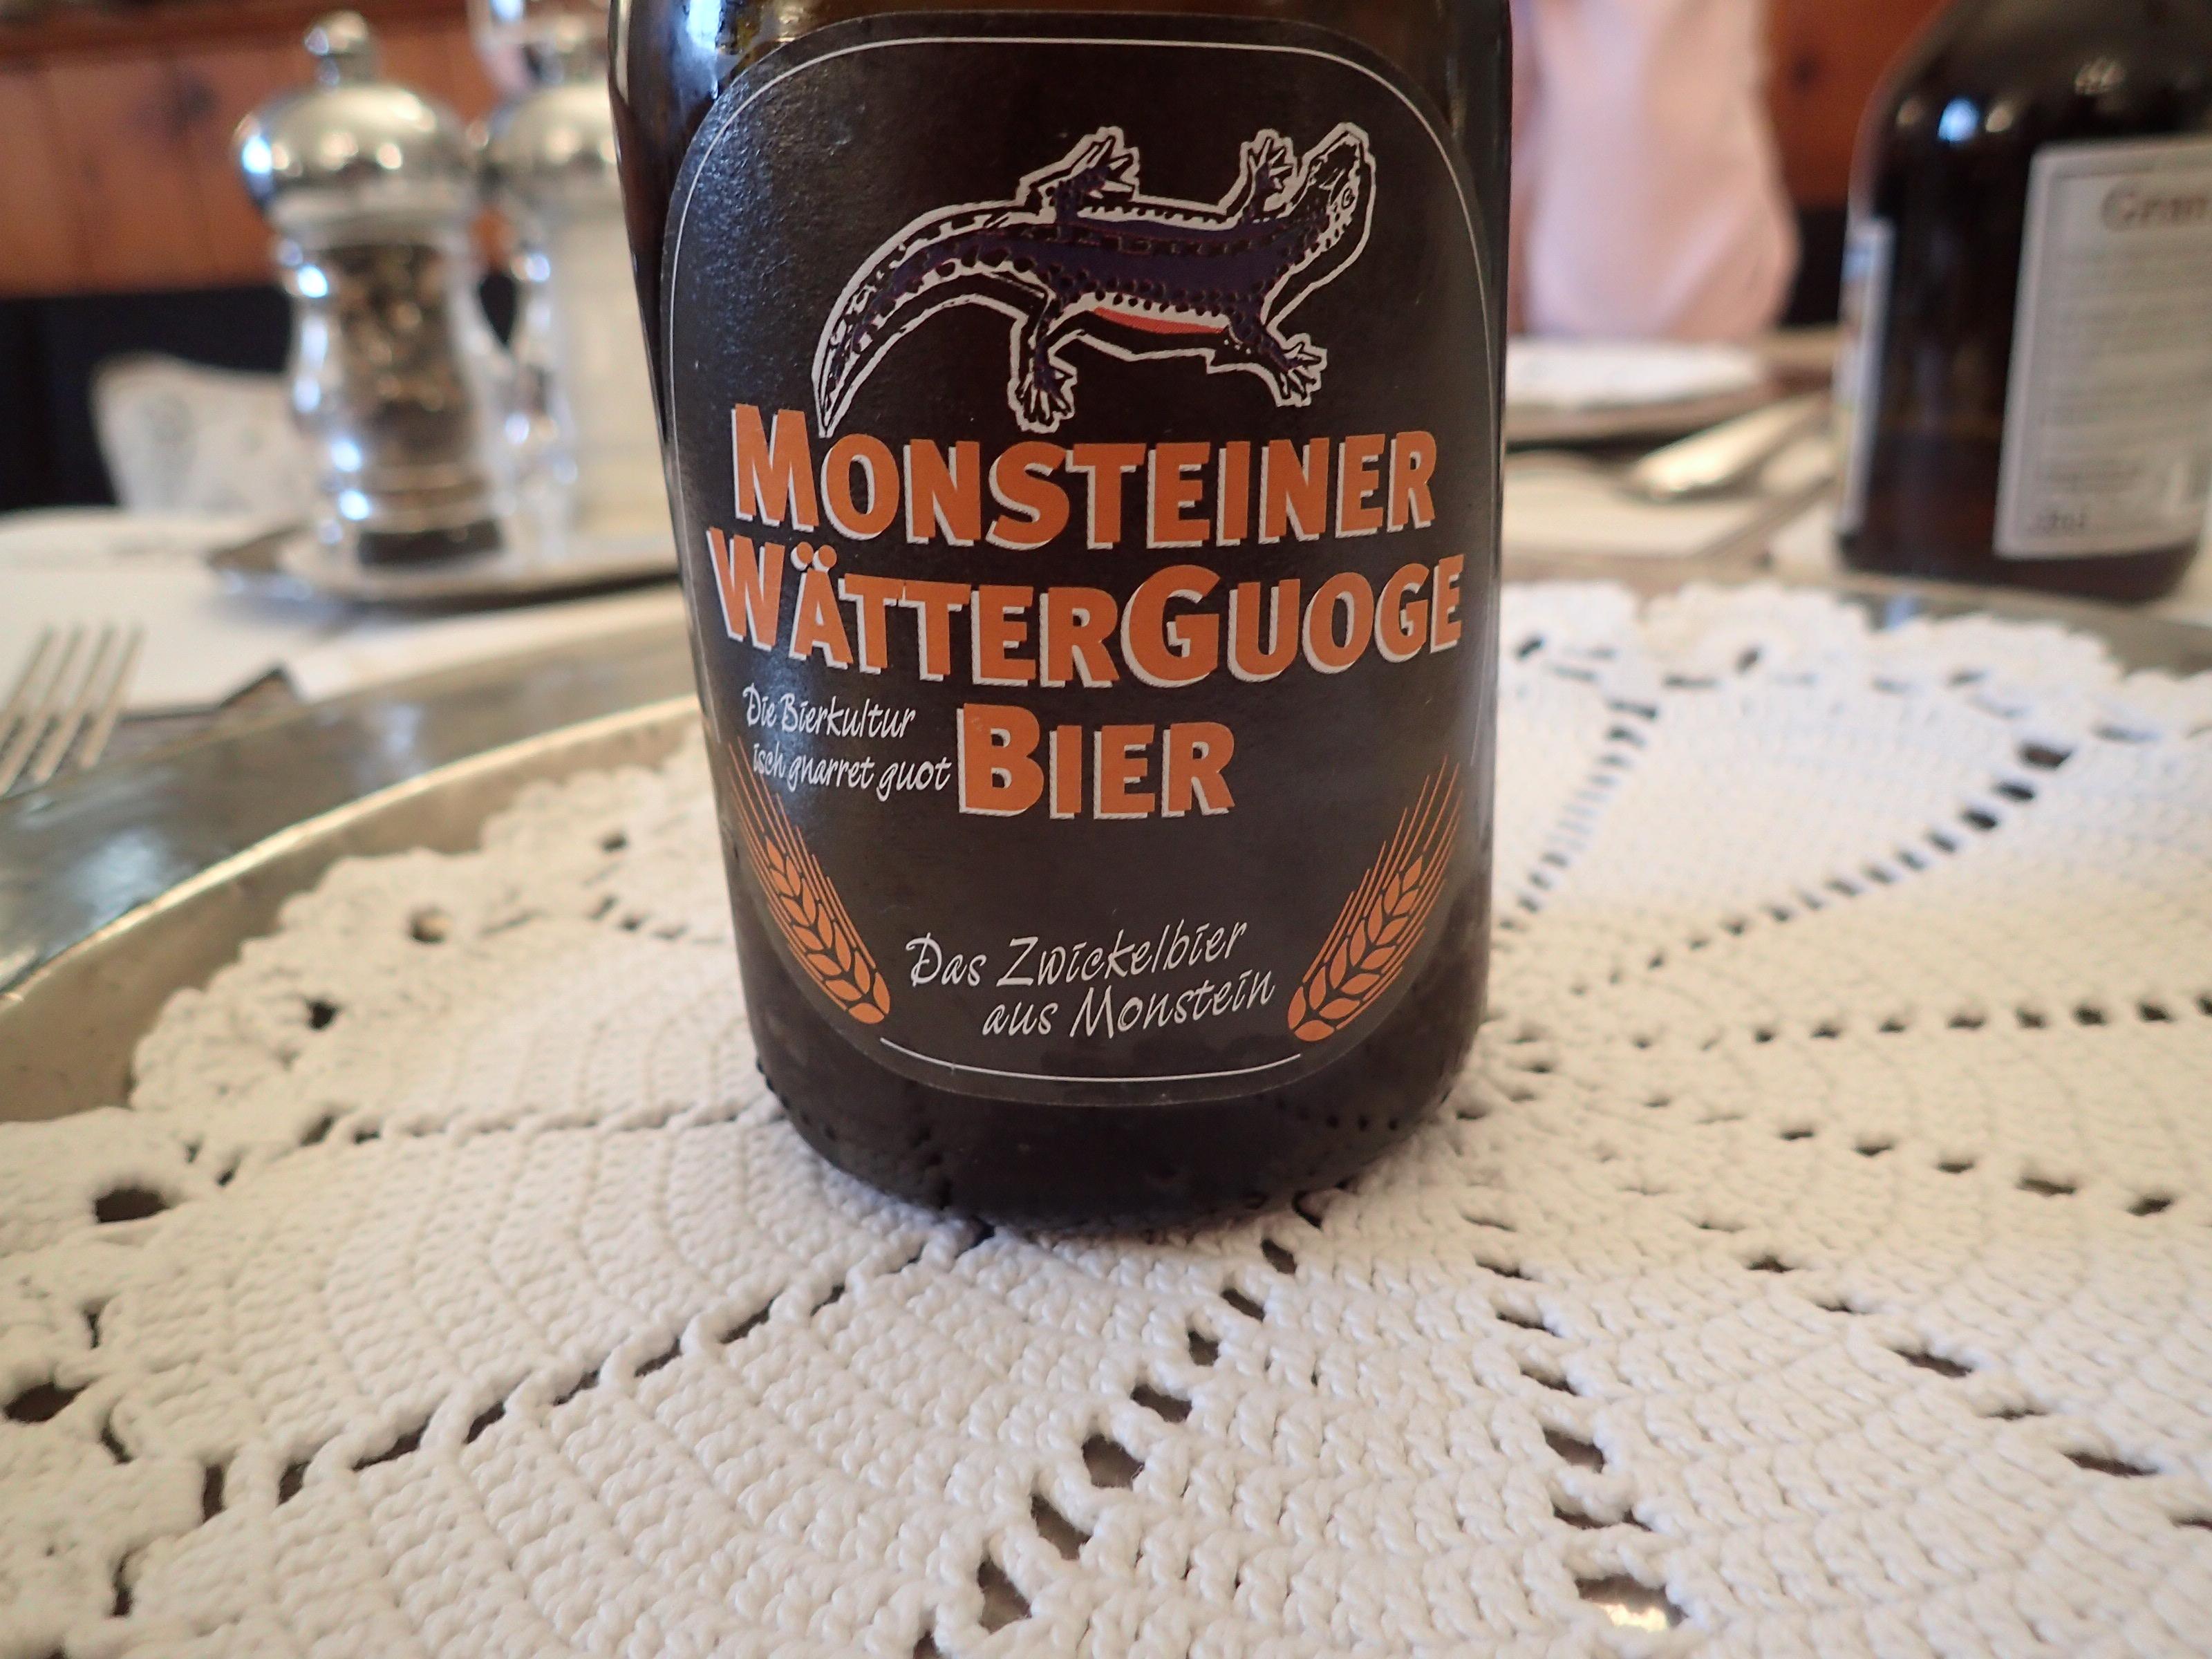 MONSTEINER
WÄTTERGUOGE
Die Bierkultur
isch gnarret guot
BIER
Das Zwickelbier
aus Monstein